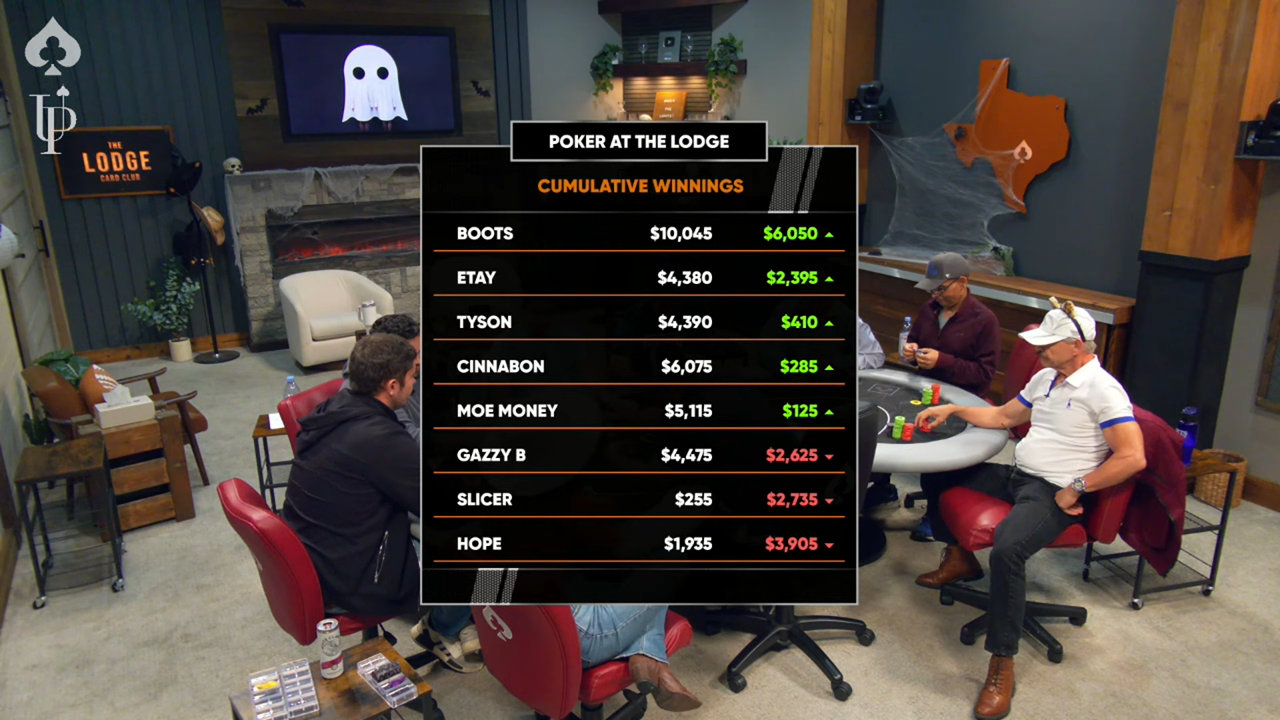 UP
THE
LODGE
CARD CLUB
POKER AT THE LODGE
CUMULATIVE WINNINGS
BOOTS $10,045 $6,050
ETAY $4,380 $2,395
TYSON $4,390 $410
CINNABON $6,075 $285
MOE MONEY $5,115 $125
GAZZY B $4,475 $2,625
SLICER $255 $2,735
HOPE $1,935 $3,905